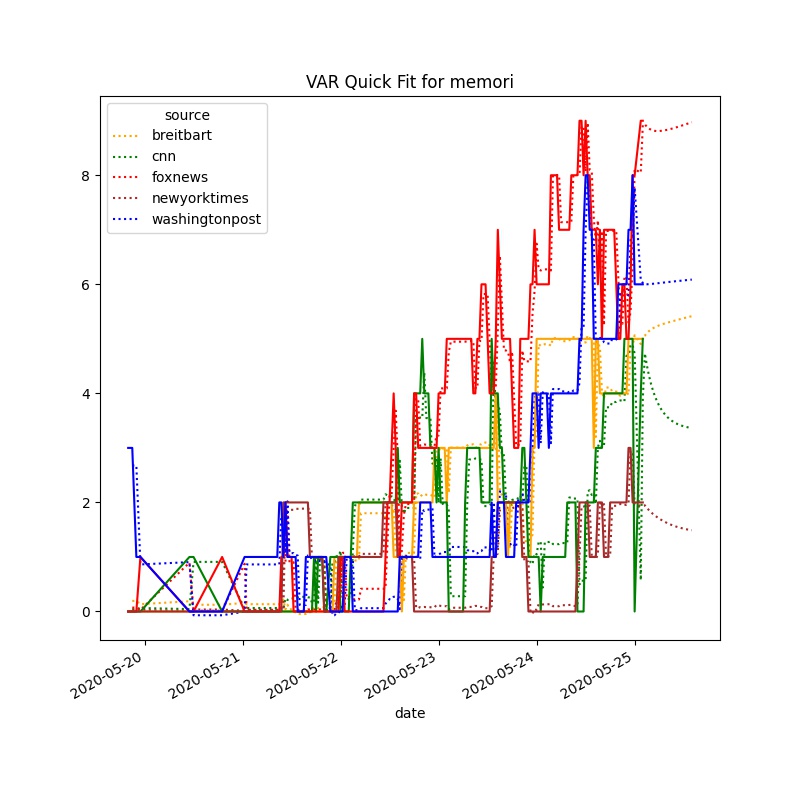 VAR Quick Fit for memori
source
breitbart
cnn
foxnews
newyorktimes
washingtonpost
8
6
4
2
0
2020-05-20
2020-05-21
2020-05-22
2020-05-23
2020-05-24
2020-05-25
date